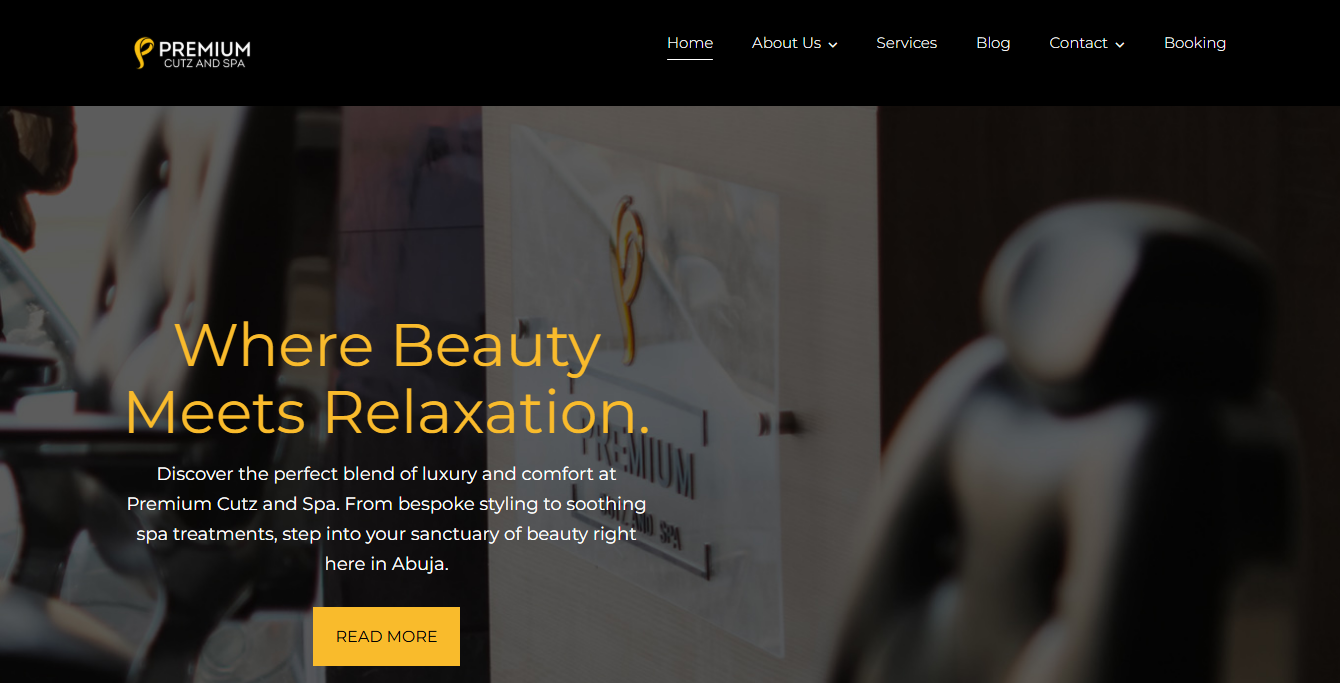 PREMIUM
CUTZ AND SPA
Home
About Us
Services
Blog
Contact
Booking
Where Beauty
Meets Relaxation.
Discover the perfect blend of luxury and comfort at
Premium Cutz and Spa. From bespoke styling to soothing
spa treatments, step into your sanctuary of beauty right
here in Abuja.
READ MORE
PREMIUM
CUTZ AND SPA